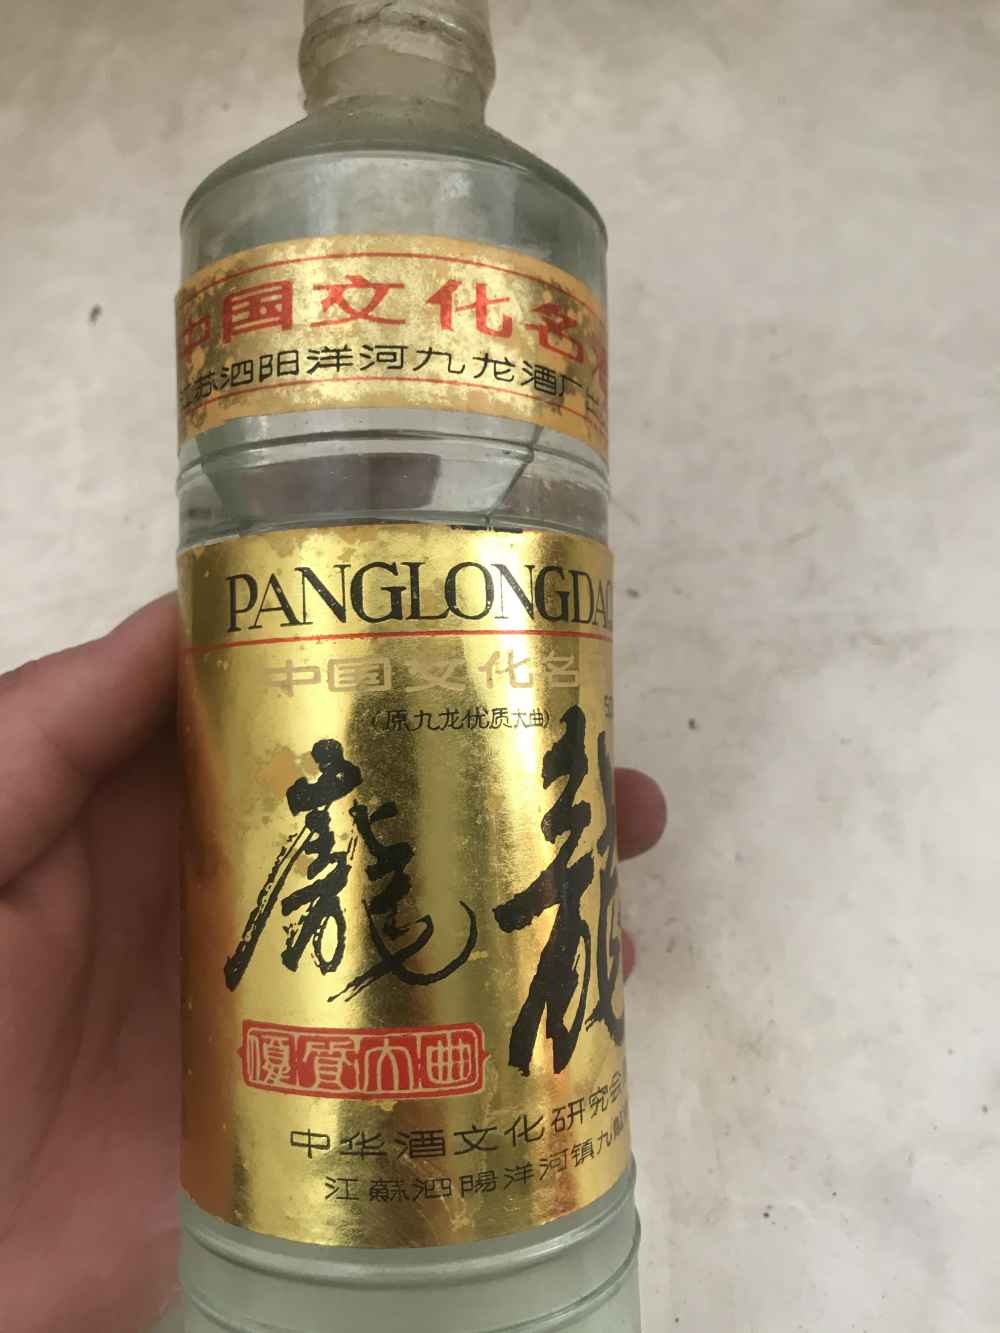 中国文化名
江苏泗阳洋河九龙酒厂
PANGLONGDA
中国文化名
(原九龙优质大曲)
龐龍
優質大曲
中华酒文化研究会
江蘇泗陽洋河镇九